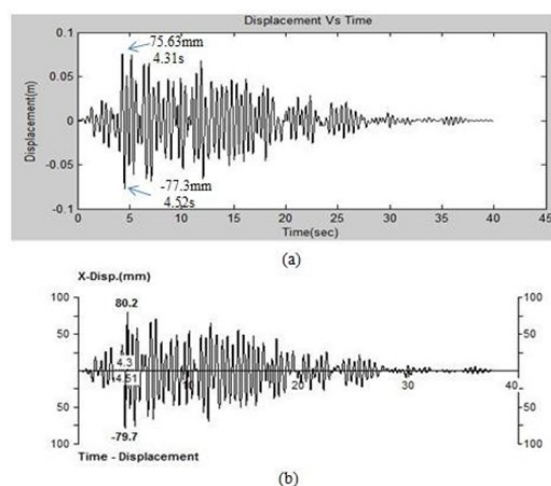 Displacement Vs Time
0.1
75.63mm
4.31s
0.05
Displacement(m)
0
-0.05
-77.3mm
4.52s
-0.1
0 5 10 15 20 25 30 35 40 45
Time(sec)
(a)
X-Disp.(mm)
100 100
80.2
50 50
4.3
4.51
10 20 30 40
50 50
-79.7
100 100
Time - Displacement
(b)